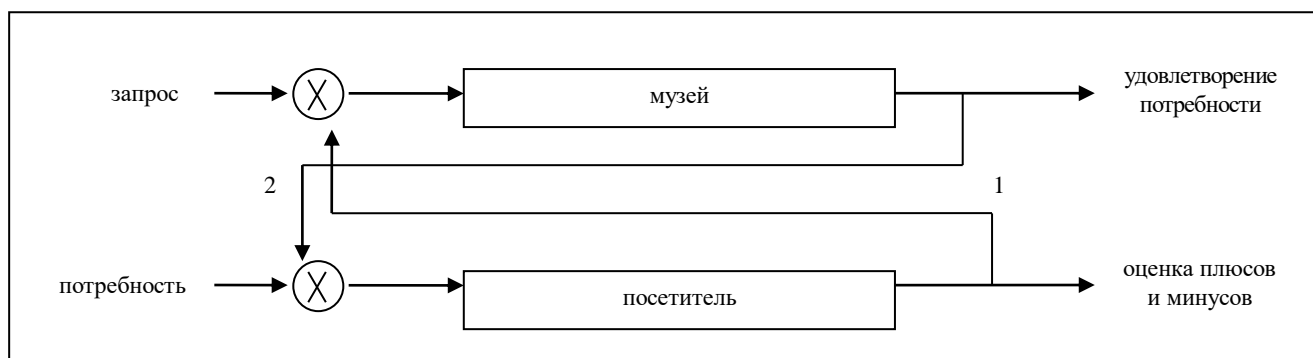 запрос
музей
удовлетворение
потребности
2
1
потребность
посетитель
оценка плюсов
и минусов